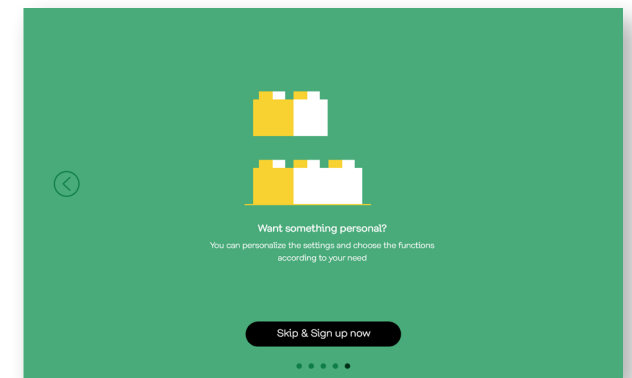 Want something personal?
You can personalize the settings and choose the functions
according to your need
Skip & Sign up now